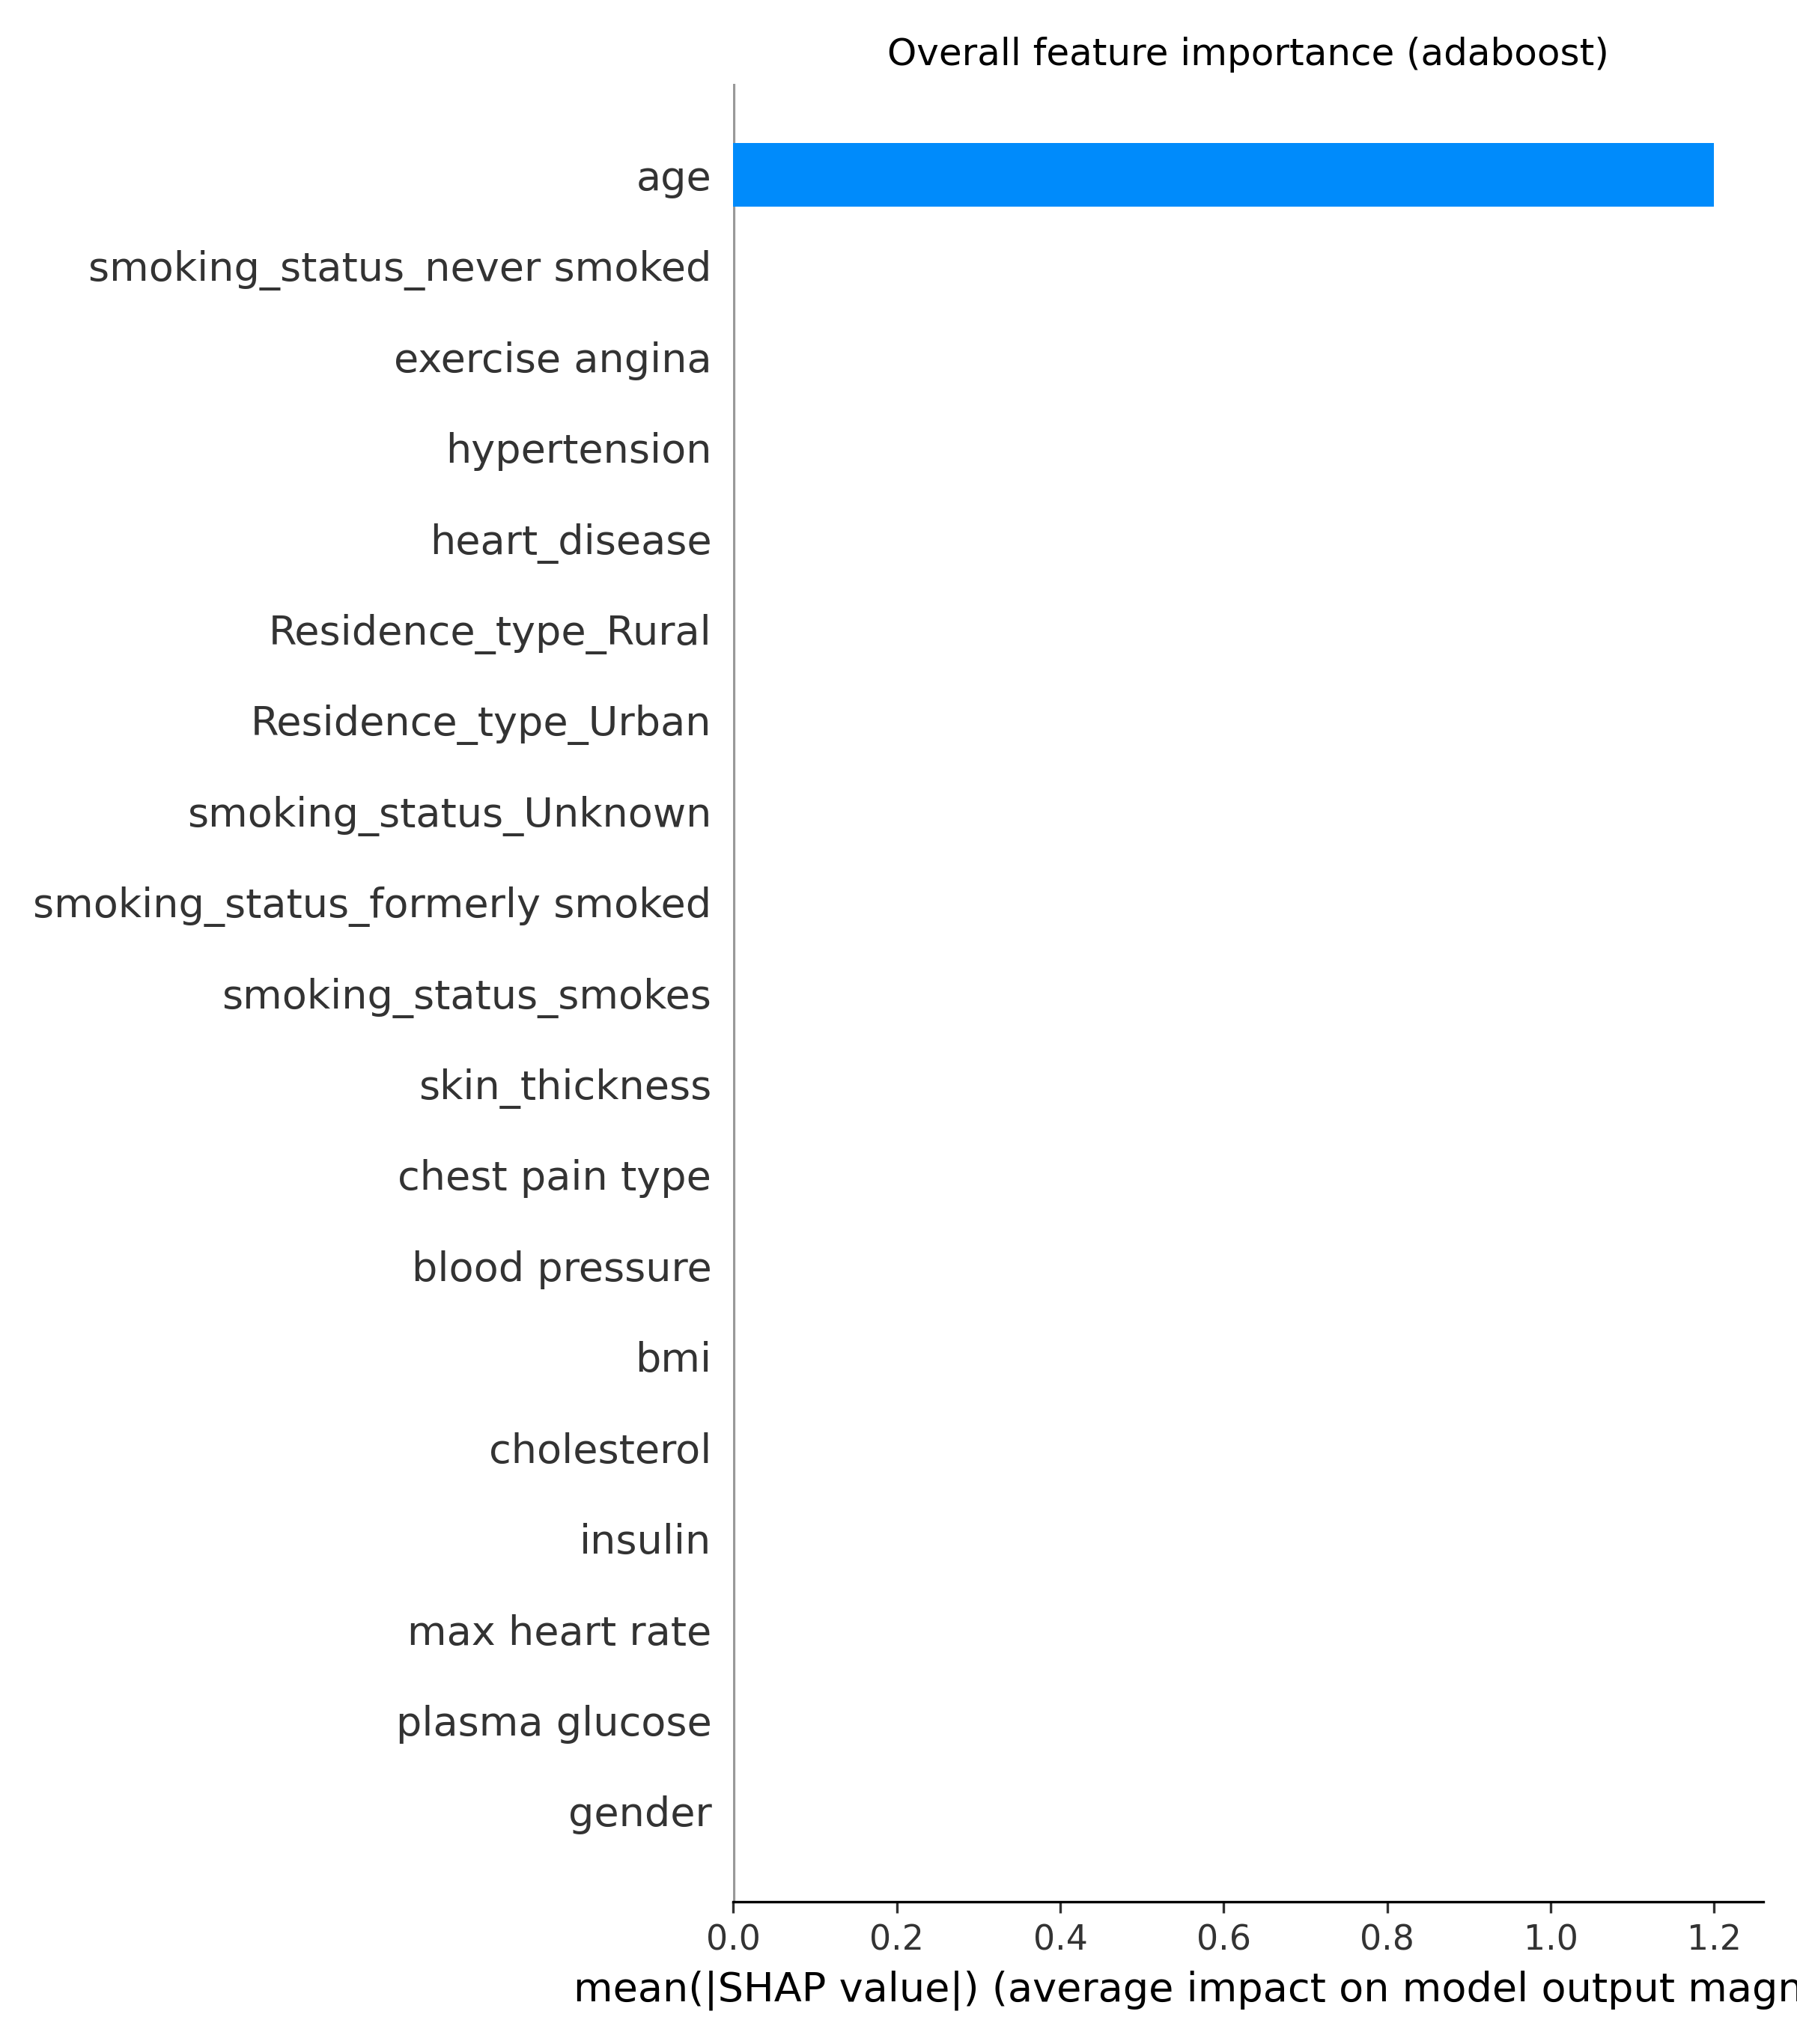 Overall feature importance (adaboost)
age
smoking_status_never smoked
exercise angina
hypertension
heart_disease
Residence_type_Rural
Residence_type_Urban
smoking_status_Unknown
smoking_status_formerly smoked
smoking_status_smokes
skin_thickness
chest pain type
blood pressure
bmi
cholesterol
insulin
max heart rate
plasma glucose
gender
0.0 0.2 0.4 0.6 0.8 1.0 1.2
mean(|SHAP value|) (average impact on model output magn